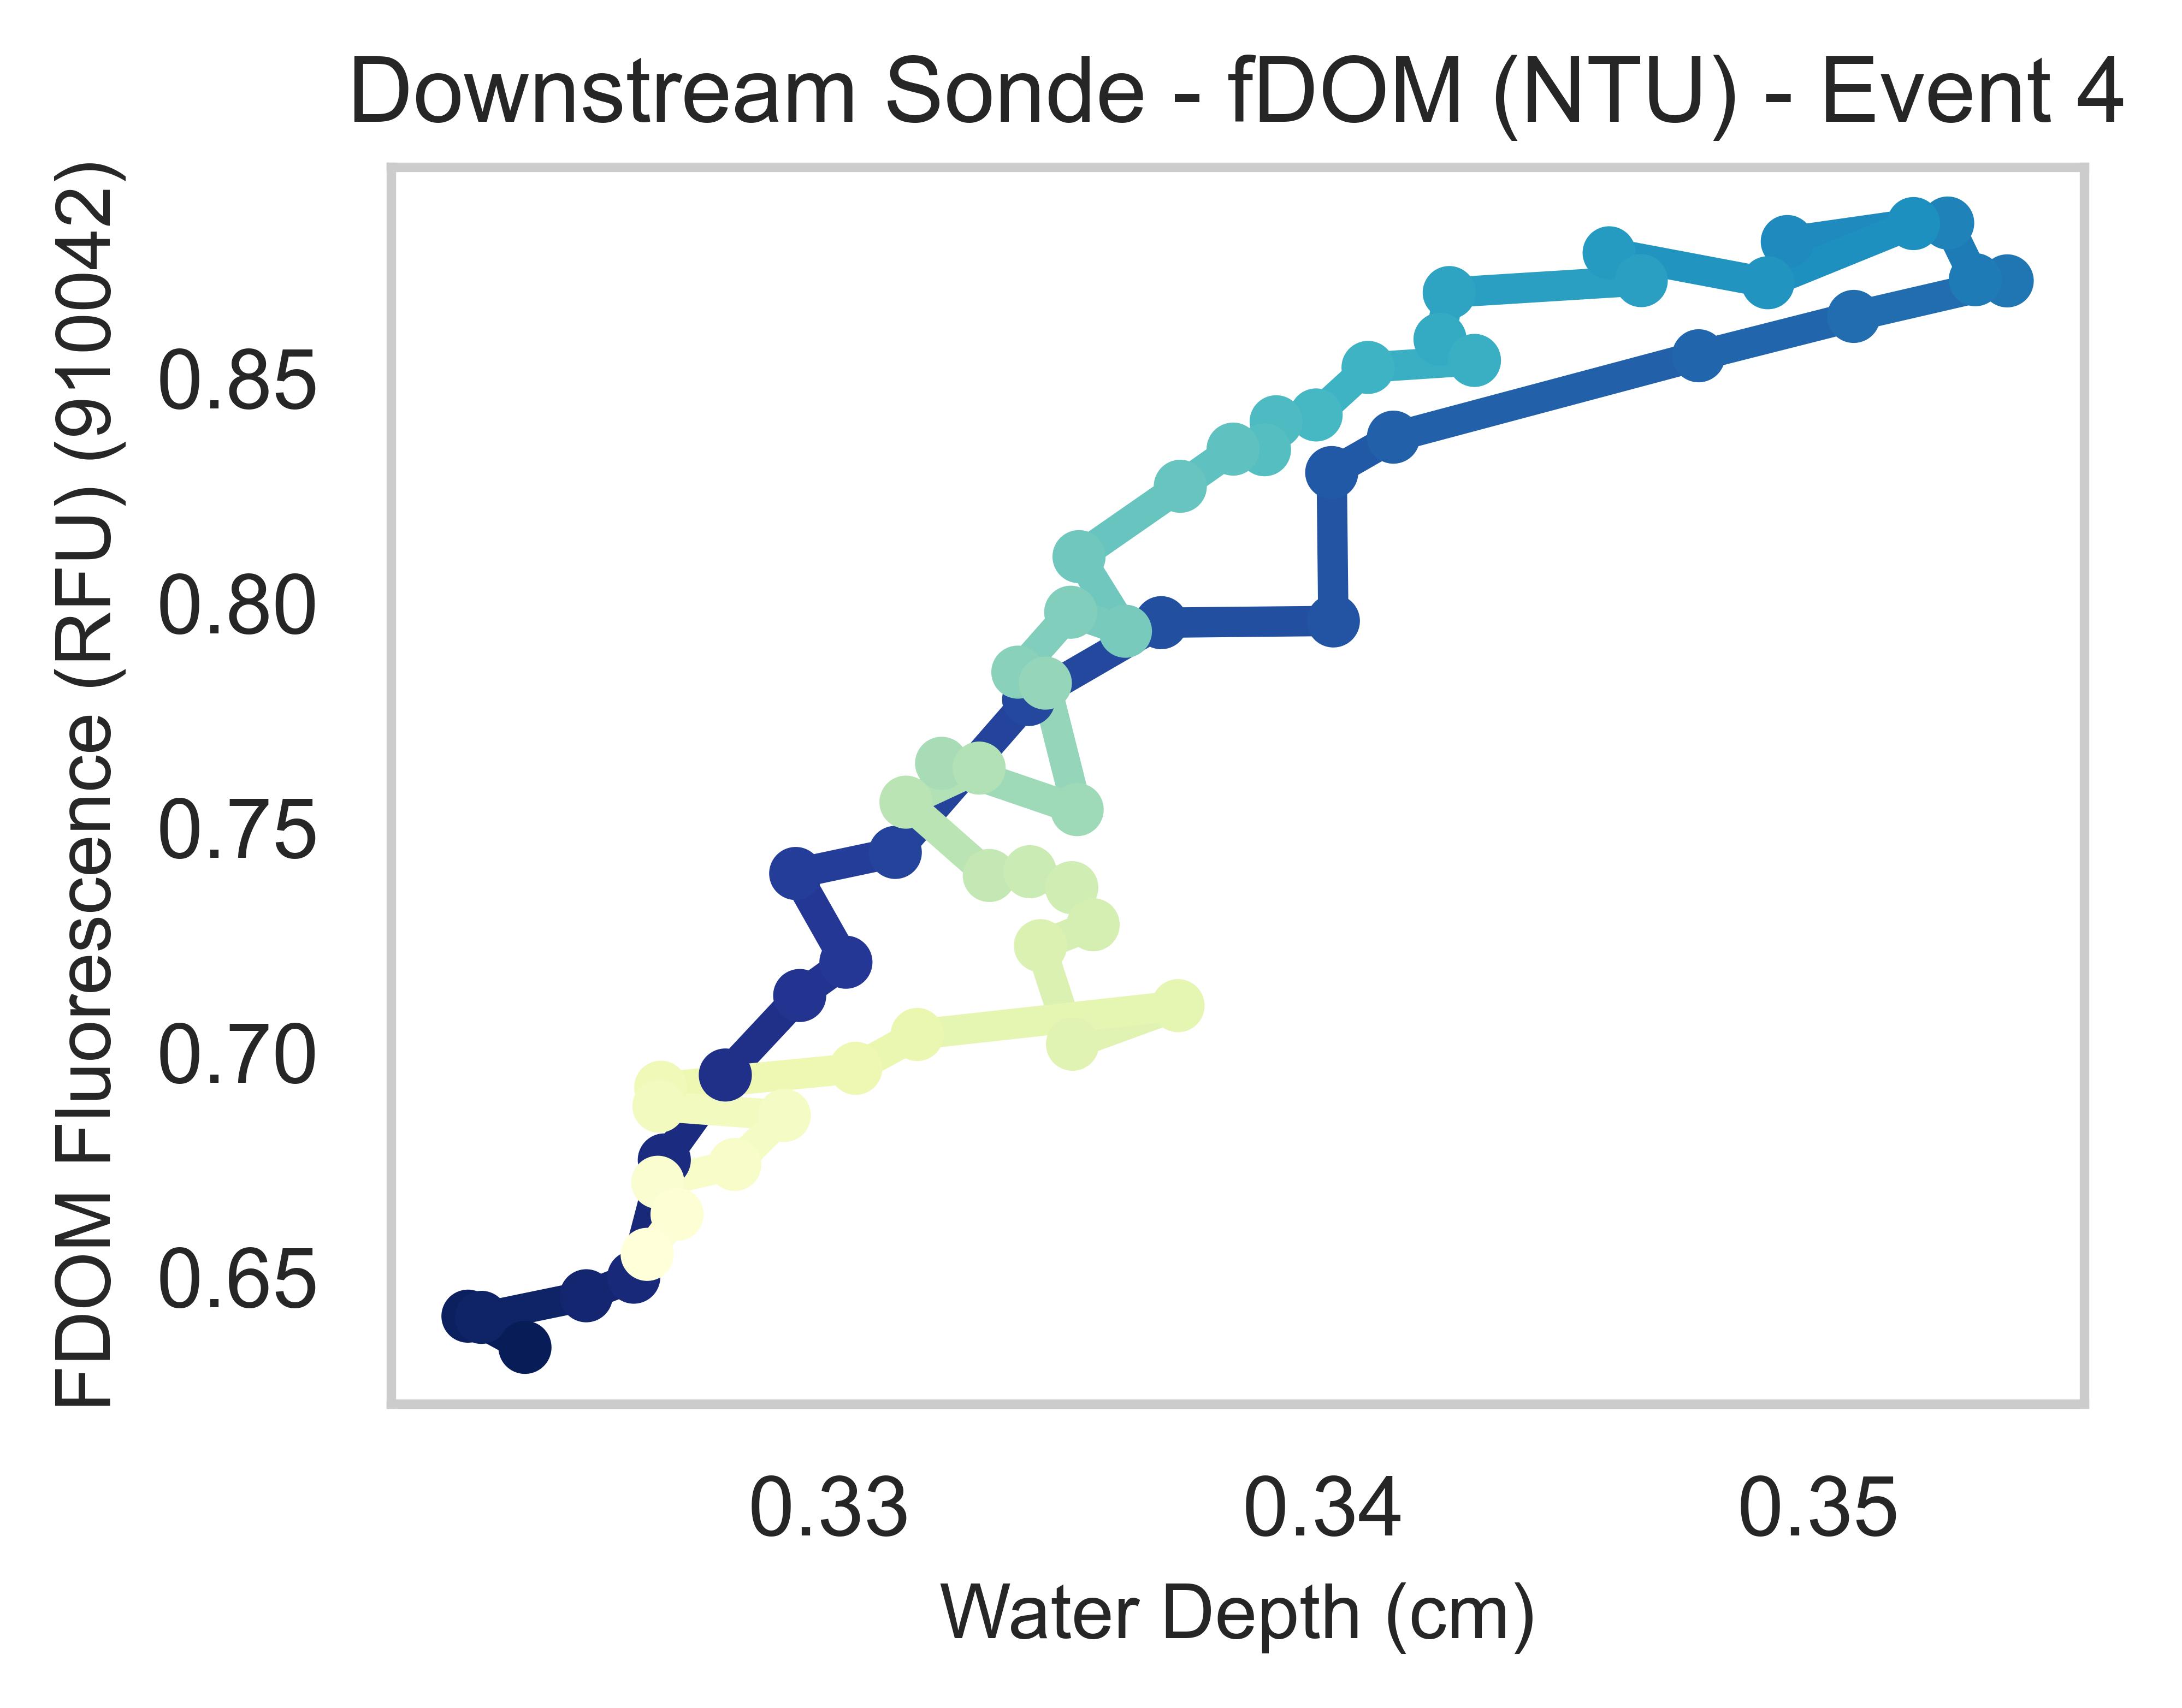 Downstream Sonde - fDOM (NTU) - Event 4
FDOM Fluorescence (RFU) (910042)
0.85
0.80
0.75
0.70
0.65
0.33 0.34 0.35
Water Depth (cm)